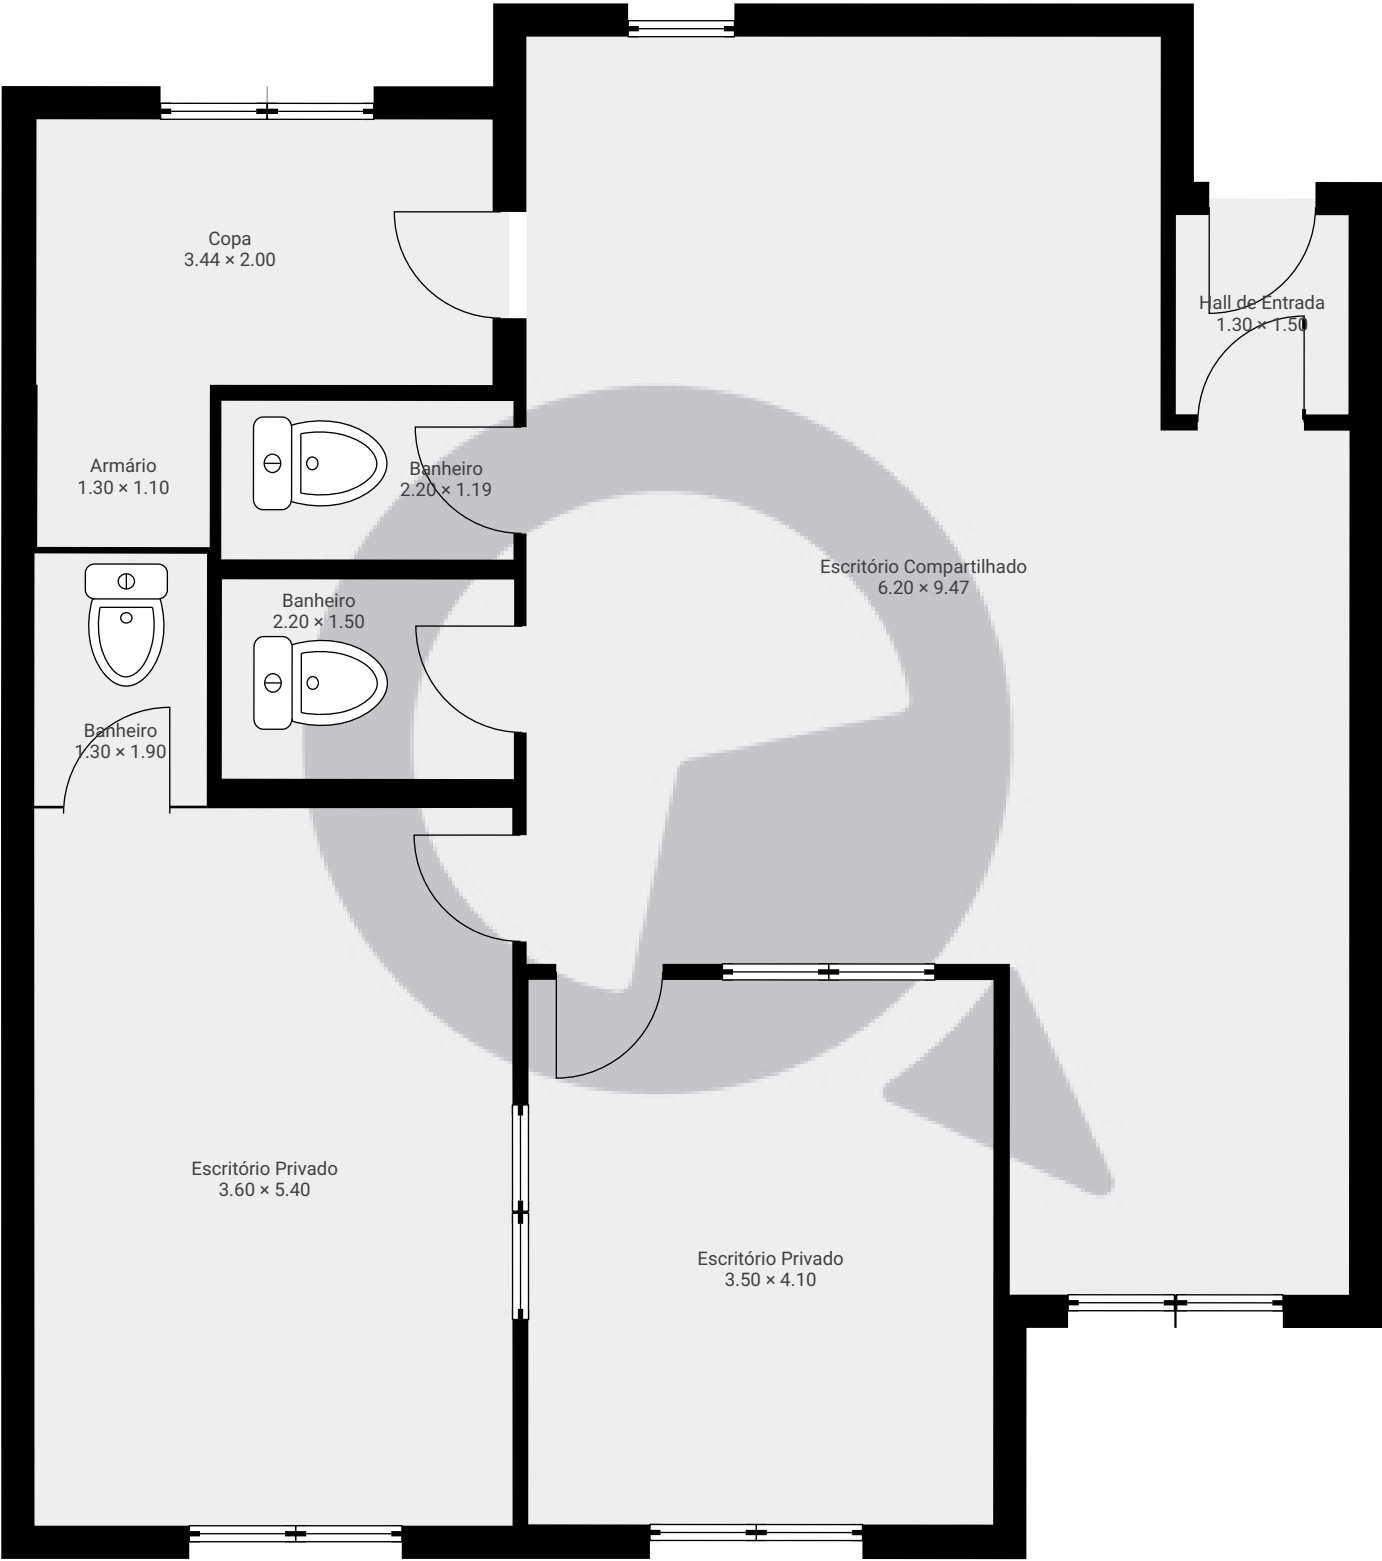 Copa
3.44 × 2.00
Hall de Entrada
1.30 × 1.50
Armário
1.30 × 1.10
Banheiro
2.20 × 1.19
Escritório Compartilhado
6.20 × 9.47
Banheiro
2.20 × 1.50
Banheiro
1.30 × 1.90
Escritório Privado
3.60 × 5.40
Escritório Privado
3.50 × 4.10